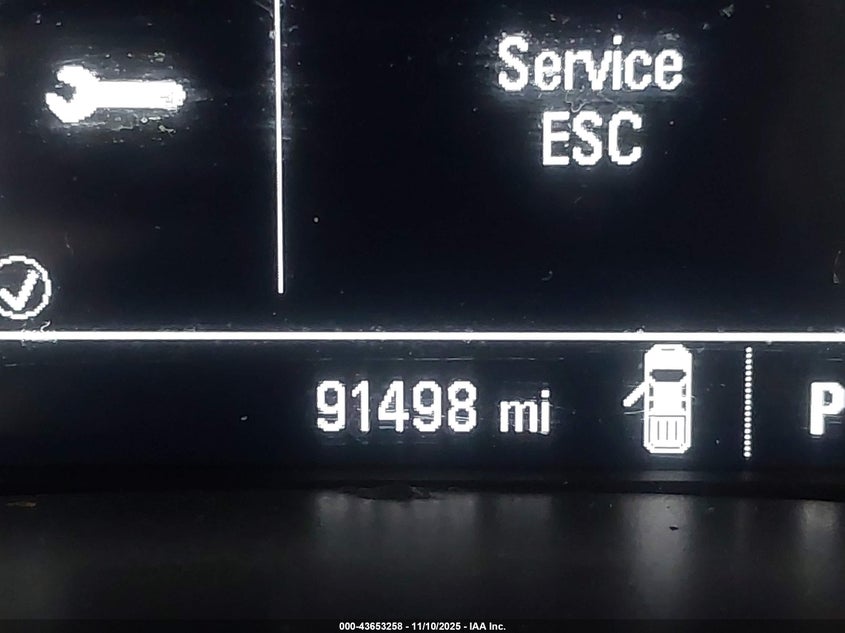 Service
ESC
91498 mi
P
000-43653258 - 11/10/2025 - IAA Inc.